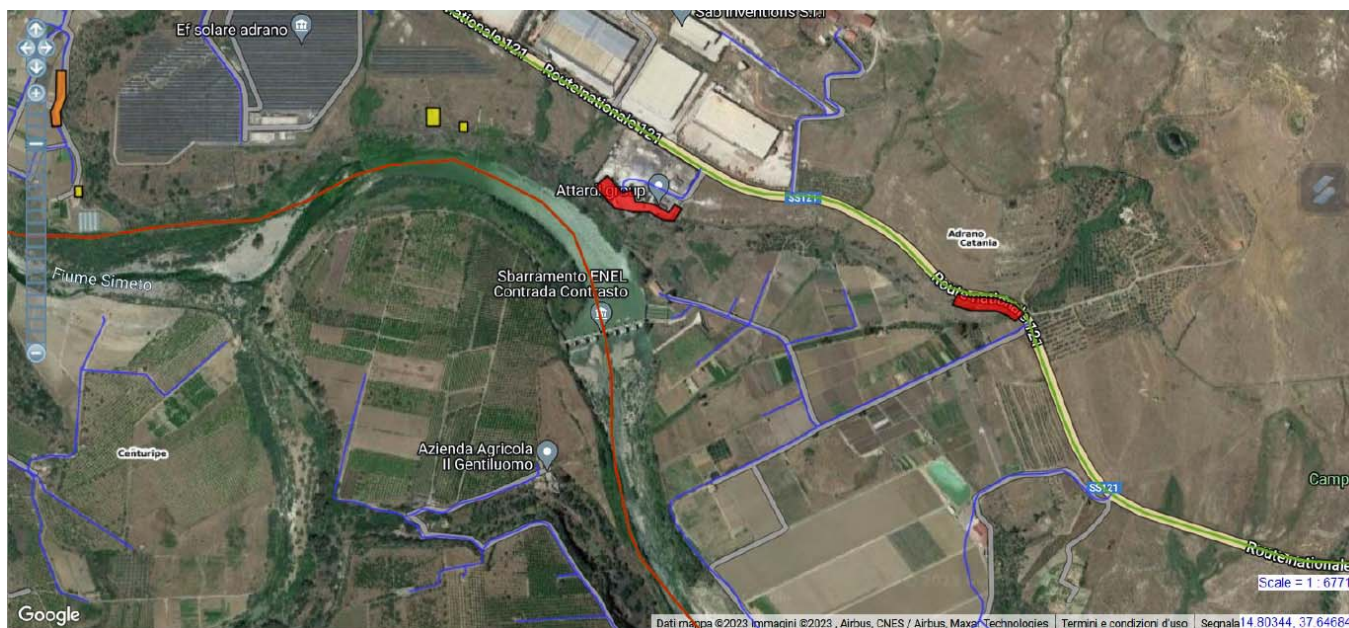 Ef solare adrano
Sab Inventions S.r.l
nationale 121
Route nationale 121
Attardi group
SS121
Adrano
Catania
Sbarramento ENEL
Contrada Contrasto
Fiume Simeto
Azienda Agricola
Il Gentiluomo
Centuripe
SS121
Camp
Route nationale
Scale = 1 : 6771
Google
Dati mappa ©2023 Immagini ©2023 , Airbus, CNES / Airbus, Maxar Technologies
Termini e condizioni d'uso
Segnala
14.80344, 37.64684